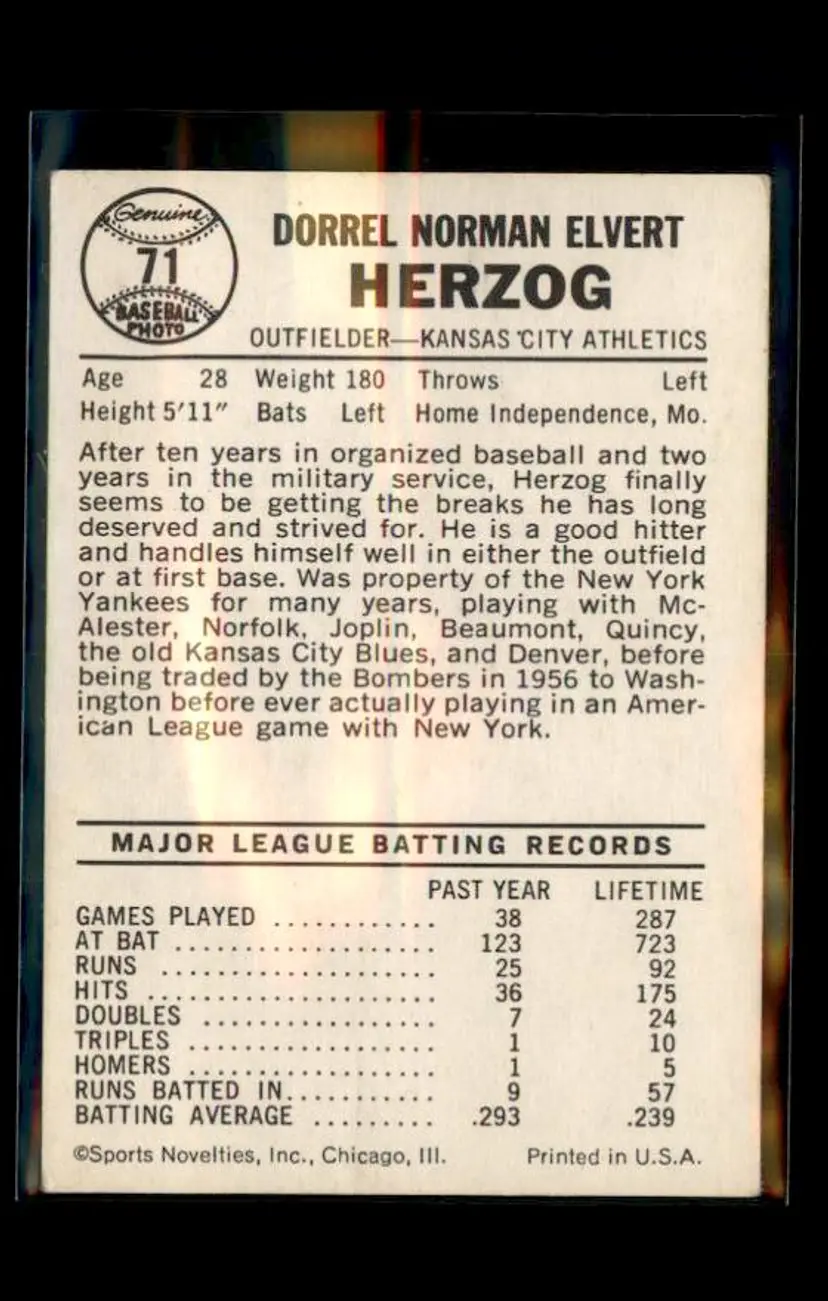 Genuine
71
BASEBALL
PHOTO
DORREL NORMAN ELVERT
HERZOG
OUTFIELDER—KANSAS CITY ATHLETICS
Age 28 Weight 180 Throws Left
Height 5'11" Bats Left Home Independence, Mo.
After ten years in organized baseball and two
years in the military service, Herzog finally
seems to be getting the breaks he has long
deserved and strived for. He is a good hitter
and handles himself well in either the outfield
or at first base. Was property of the New York
Yankees for many years, playing with Mc-
Alester, Norfolk, Joplin, Beaumont, Quincy,
the old Kansas City Blues, and Denver, before
being traded by the Bombers in 1956 to Wash-
ington before ever actually playing in an Amer-
ican League game with New York.
MAJOR LEAGUE BATTING RECORDS
PAST YEAR LIFETIME
GAMES PLAYED ............ 38 287
AT BAT ................... 123 723
RUNS .................... 25 92
HITS ..................... 36 175
DOUBLES ................. 7 24
TRIPLES .................. 1 10
HOMERS .................. 1 5
RUNS BATTED IN........... 9 57
BATTING AVERAGE ......... .293 .239
©Sports Novelties, Inc., Chicago, Ill. Printed in U.S.A.